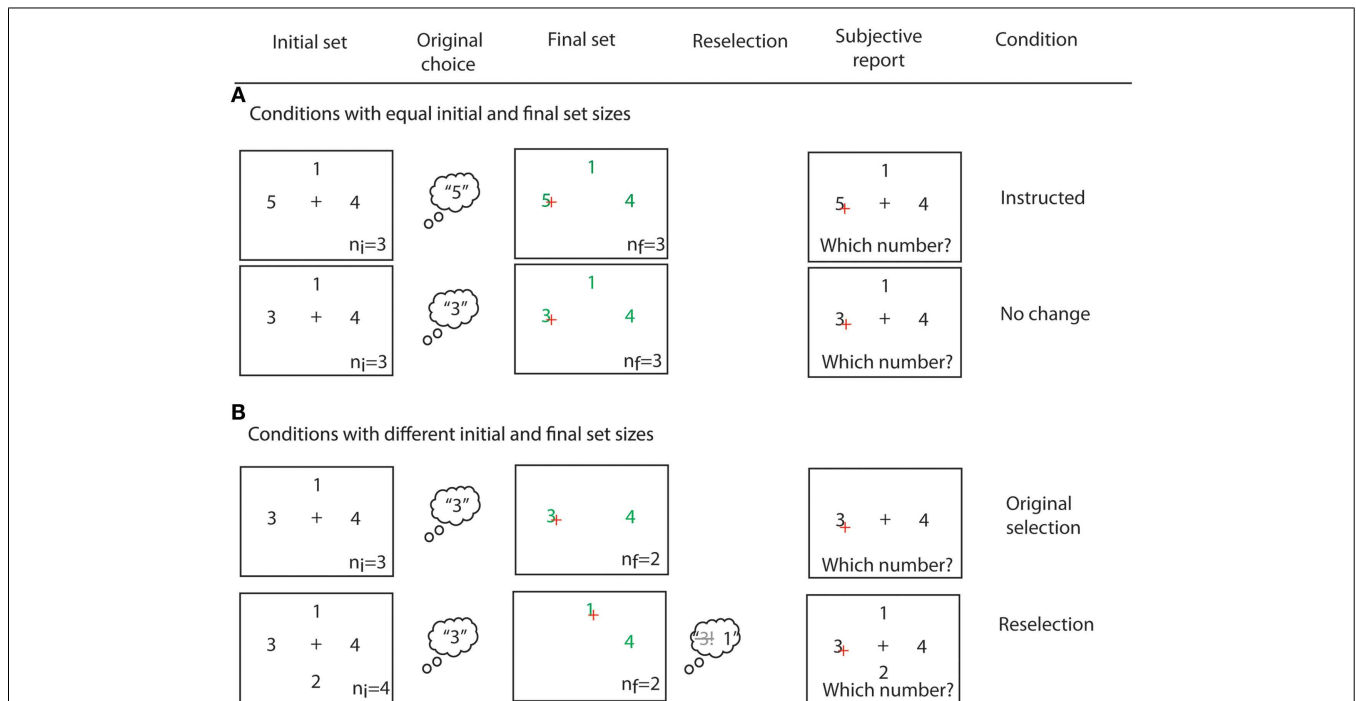 Initial set Original choice Final set Reselection Subjective report Condition
A
Conditions with equal initial and final set sizes
1 1 1
5 + 4 “5” 5+ 4 5+ + 4 Instructed
ni=3 nf=3 Which number?
1 1 1
3 + 4 “3” 3+ 4 3+ + 4 No change
ni=3 nf=3 Which number?
B
Conditions with different initial and final set sizes
1
3 + 4 “3” 3+ 4 3+ + 4 Original selection
ni=3 nf=2 Which number?
1 1+ 1
3 + 4 “3” 4 “3! 1” 3+ + 4 Reselection
2 ni=4 nf=2 2
Which number?